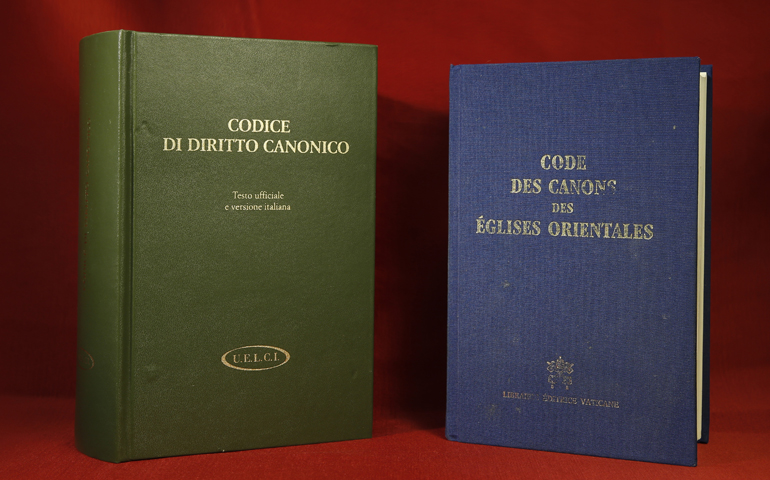 CODICE
DI DIRITTO CANONICO
Testo ufficiale
e versione italiana
U.E.L.C.I.
CODE
DES CANONS
DES
ÉGLISES ORIENTALES
LIBRAIRIE ÉDITRICE VATICANE